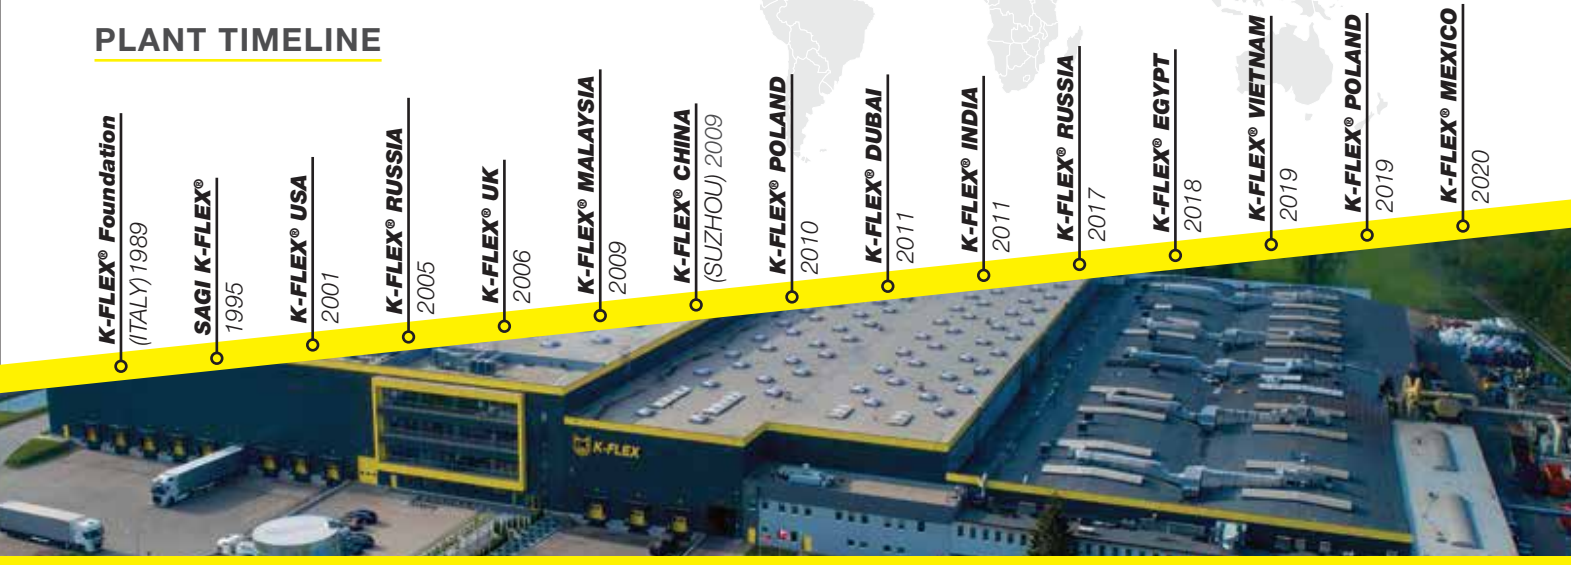 PLANT TIMELINE
K-FLEX® Foundation
(ITALY) 1989
SAGI K-FLEX®
1995
K-FLEX® USA
2001
K-FLEX® RUSSIA
2005
K-FLEX® UK
2006
K-FLEX® MALAYSIA
2009
K-FLEX® CHINA
(SUZHOU) 2009
K-FLEX® POLAND
2010
K-FLEX® DUBAI
2011
K-FLEX® INDIA
2011
K-FLEX® RUSSIA
2017
K-FLEX® EGYPT
2018
K-FLEX® VIETNAM
2019
K-FLEX® POLAND
2019
K-FLEX® MEXICO
2020
K-FLEX